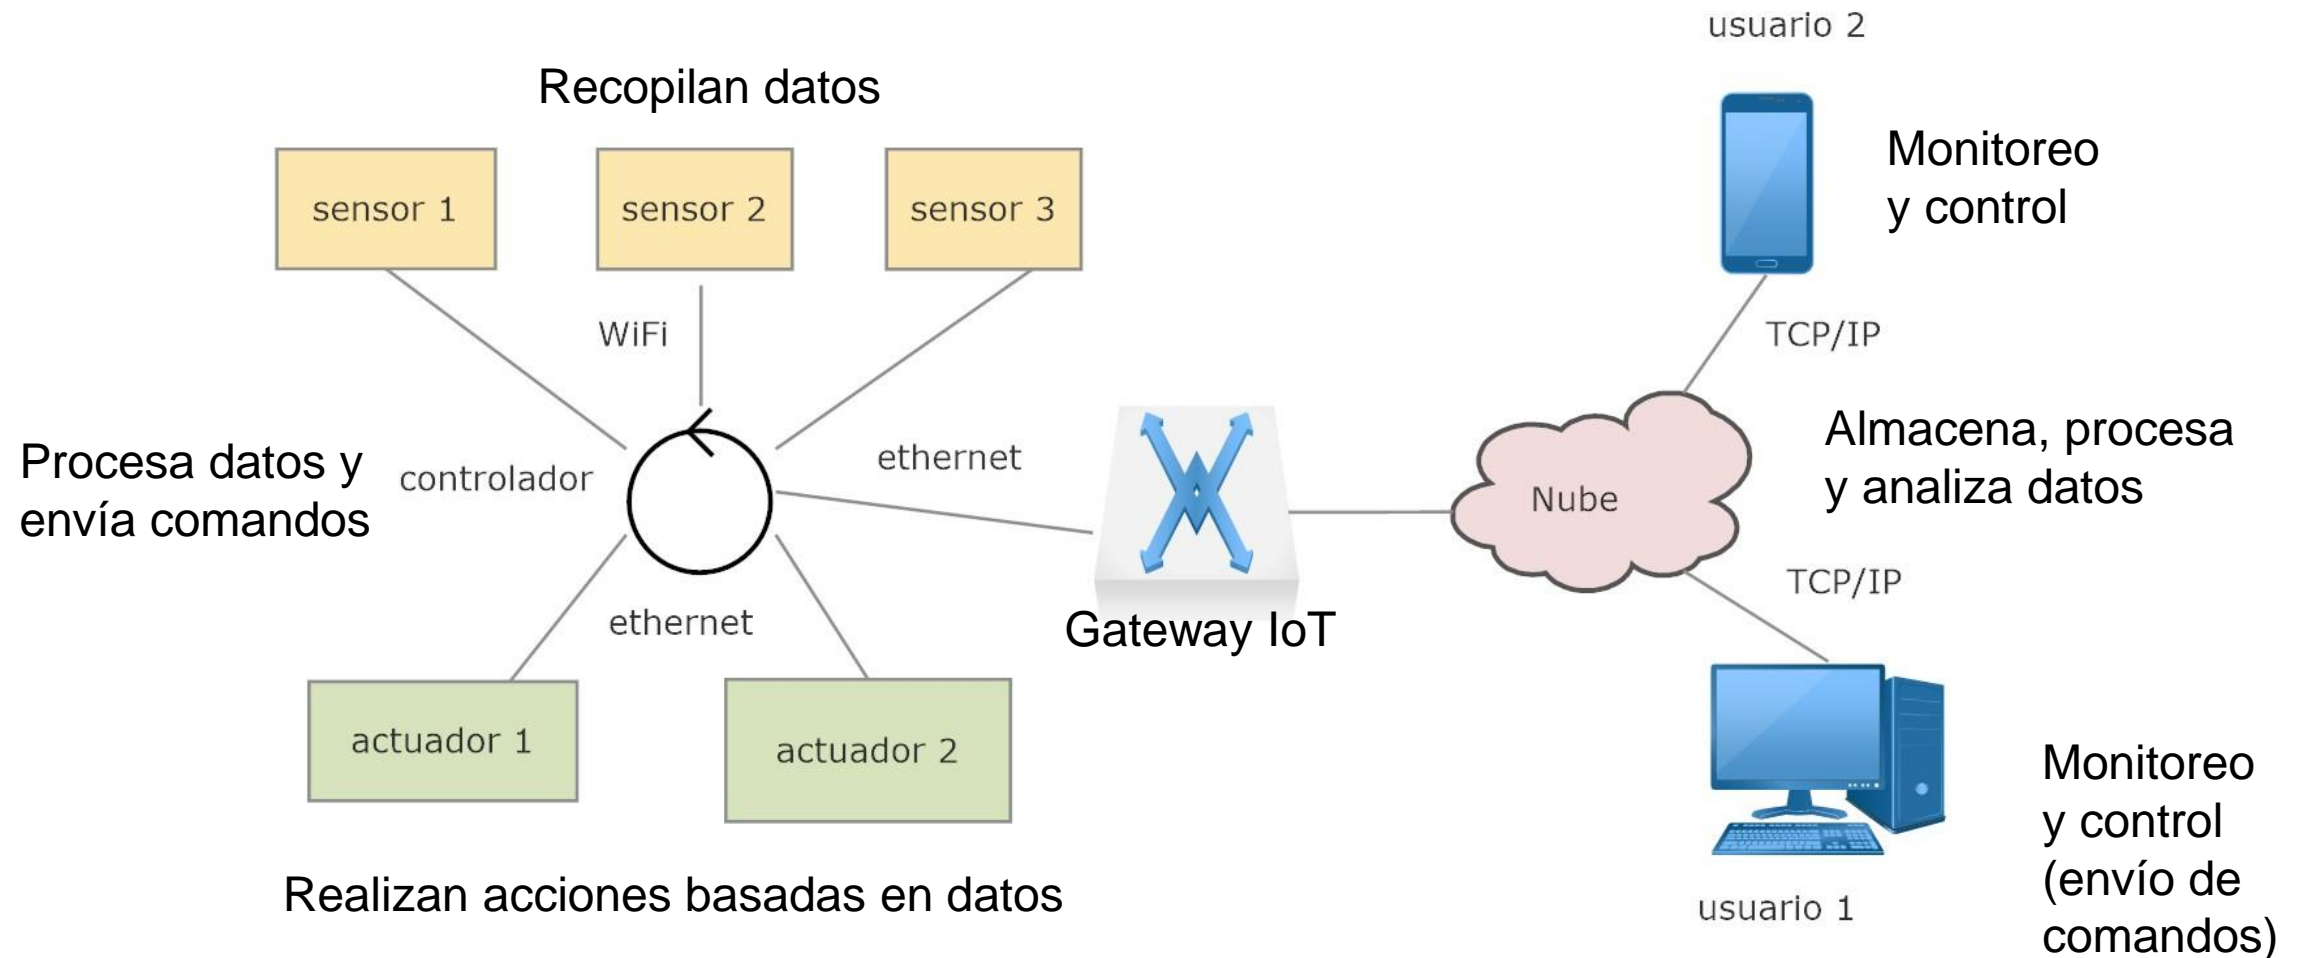 usuario 2
Recopilan datos
sensor 1
sensor 2
sensor 3
Monitoreo
y control
WiFi
TCP/IP
Procesa datos y
envía comandos
controlador
ethernet
Almacena, procesa
y analiza datos
Nube
TCP/IP
ethernet
Gateway IoT
actuador 1
actuador 2
Monitoreo
y control
(envío de
comandos)
Realizan acciones basadas en datos
usuario 1